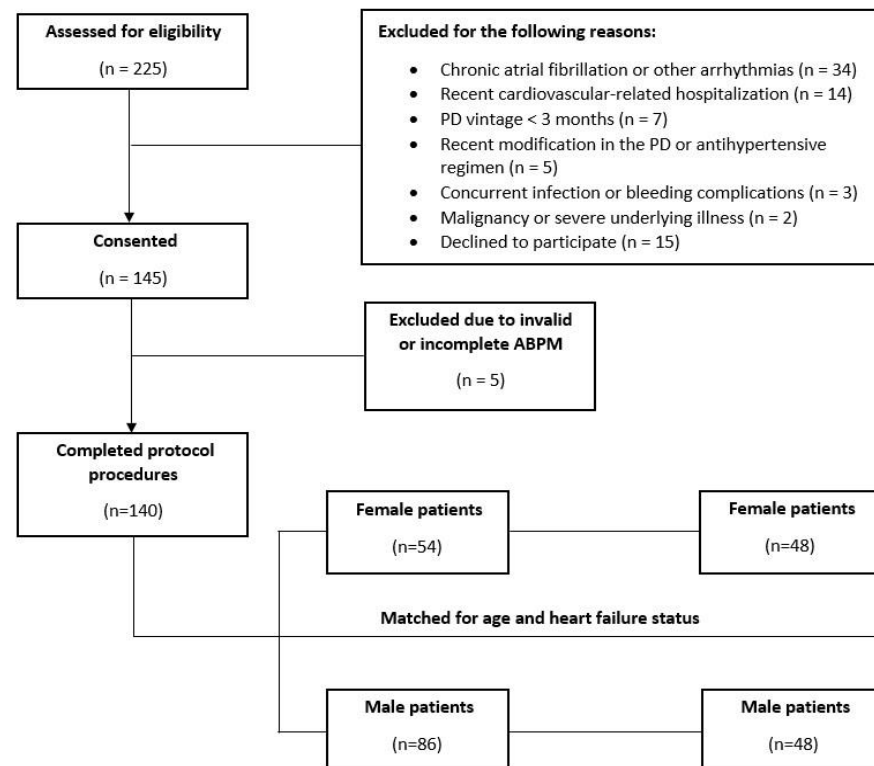 Assessed for eligibility
(n = 225)
Excluded for the following reasons:
• Chronic atrial fibrillation or other arrhythmias (n = 34)
• Recent cardiovascular-related hospitalization (n = 14)
• PD vintage < 3 months (n = 7)
• Recent modification in the PD or antihypertensive
regimen (n = 5)
• Concurrent infection or bleeding complications (n = 3)
• Malignancy or severe underlying illness (n = 2)
• Declined to participate (n = 15)
Consented
(n = 145)
Excluded due to invalid
or incomplete ABPM
(n = 5)
Completed protocol
procedures
(n=140)
Female patients
(n=54)
Female patients
(n=48)
Matched for age and heart failure status
Male patients
(n=86)
Male patients
(n=48)